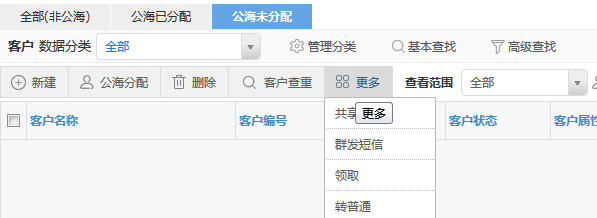 全部(非公海) 公海已分配 公海未分配
客户 数据分类 全部 管理分类 基本查找 高级查找
新建 公海分配 删除 客户查重 更多 查看范围 全部
客户名称 客户编号 客户状态 客户属性
共享 更多
群发短信
领取
转普通